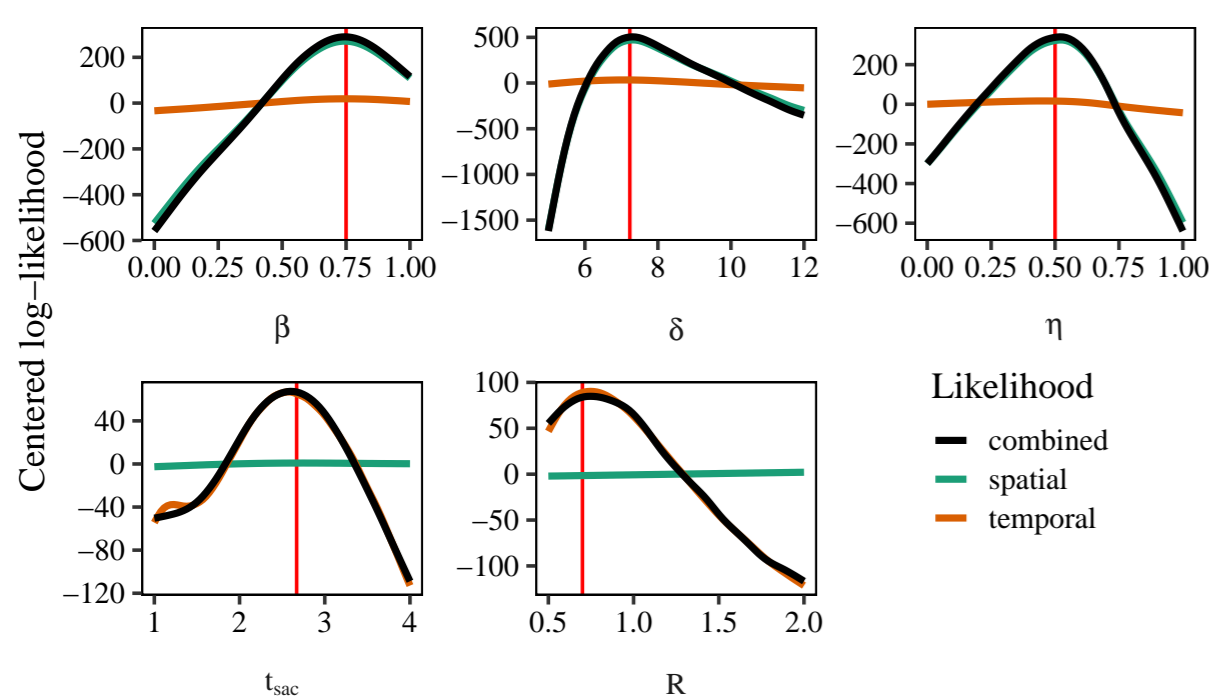 Centered log−likelihood
200
0
−200
−400
−600
0.00 0.25 0.50 0.75 1.00
β
500
0
−500
−1000
−1500
6 8 10 12
δ
200
0
−200
−400
−600
0.00 0.25 0.50 0.75 1.00
η
40
0
−40
−80
−120
1 2 3 4
tsac
100
50
0
−50
−100
0.5 1.0 1.5 2.0
R
Likelihood
combined
spatial
temporal